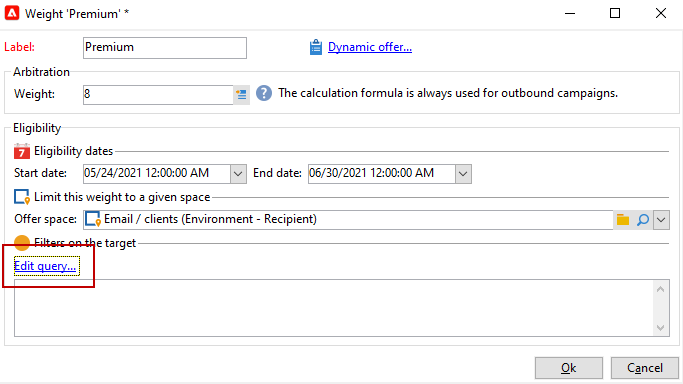 Weight 'Premium' *
Label: Premium Dynamic offer...
Arbitration
Weight: 8 ? The calculation formula is always used for outbound campaigns.
Eligibility
7 Eligibility dates
Start date: 05/24/2021 12:00:00 AM End date: 06/30/2021 12:00:00 AM
Limit this weight to a given space
Offer space: Email / clients (Environment - Recipient)
Filters on the target
Edit query...
Ok Cancel